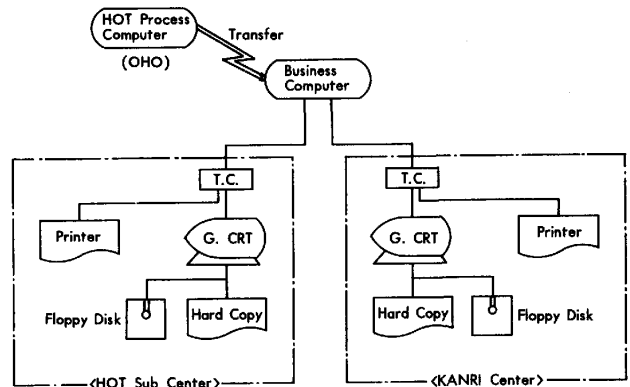 HOT Process
Computer
(OHO)
Transfer
Business
Computer
T.C.
Printer
G. CRT
Floppy Disk
Hard Copy
<HOT Sub Center>
T.C.
G. CRT
Printer
Hard Copy
Floppy Disk
<KANRI Center>